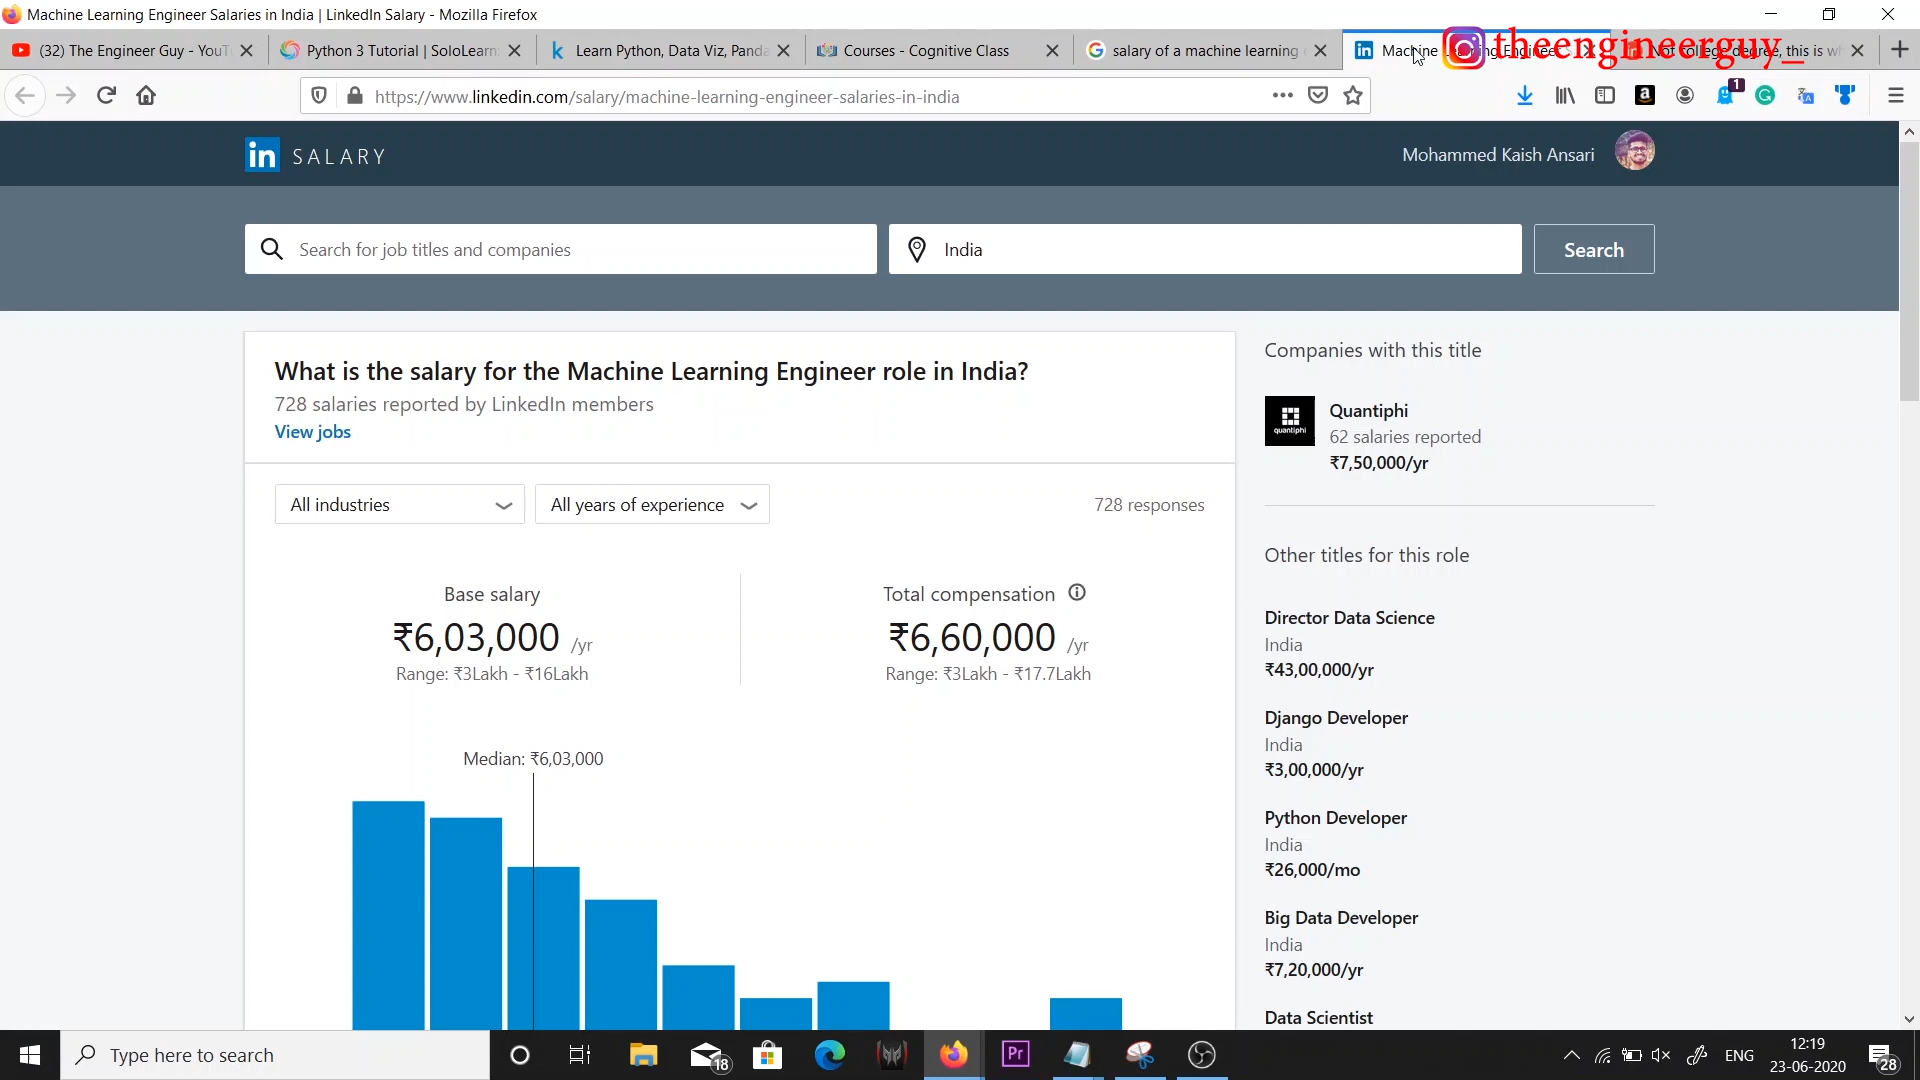 Machine Learning Engineer Salaries in India | LinkedIn Salary - Mozilla Firefox
(32) The Engineer Guy - YouT
Python 3 Tutorial | SoloLearn
Learn Python, Data Viz, Panda
Courses - Cognitive Class
salary of a machine learning
theengineerguy_
https://www.linkedin.com/salary/machine-learning-engineer-salaries-in-india
a
1
in SALARY
Mohammed Kaish Ansari
Search for job titles and companies
India
Search
What is the salary for the Machine Learning Engineer role in India?
728 salaries reported by LinkedIn members
View jobs
All industries
All years of experience
728 responses
Base salary
₹6,03,000 /yr
Range: ₹3Lakh - ₹16Lakh
Total compensation
₹6,60,000 /yr
Range: ₹3Lakh - ₹17.7Lakh
Median: ₹6,03,000
Companies with this title
quantiphi
Quantiphi
62 salaries reported
₹7,50,000/yr
Other titles for this role
Director Data Science
India
₹43,00,000/yr
Django Developer
India
₹3,00,000/yr
Python Developer
India
₹26,000/mo
Big Data Developer
India
₹7,20,000/yr
Data Scientist
Type here to search
18
Pr
ENG
12:19
23-06-2020
28